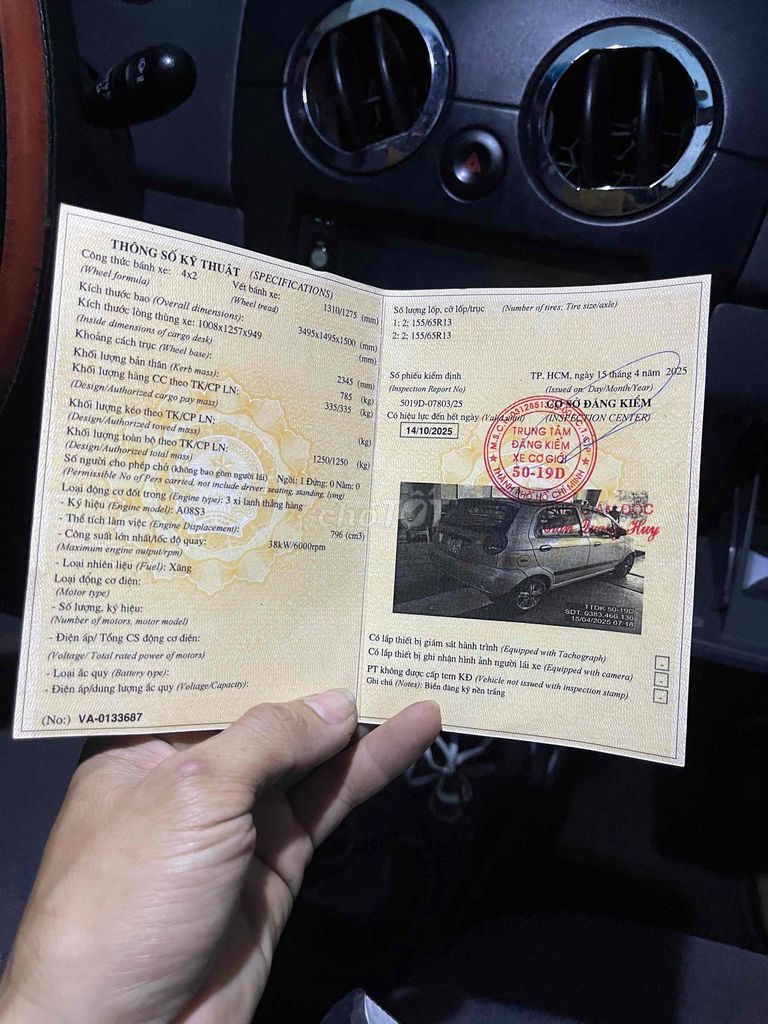 THÔNG SỐ KỸ THUẬT (SPECIFICATIONS)
Công thức bánh xe: 4x2 Vết bánh xe: 1310/1275 (mm)
(Wheel formula) (Wheel tread)
Kích thước bao (Overall dimensions): 3495x1495x1500 (mm)
Kích thước lòng thùng xe: 1008x1257x949 (mm)
(Inside dimensions of cargo desk)
Khoảng cách trục (Wheel base): 2345 (mm)
Khối lượng bản thân (Kerb mass): 785 (kg)
Khối lượng hàng CC theo TK/CP LN: 335/335 (kg)
(Design/Authorized cargo pay mass)
Khối lượng kéo theo TK/CP LN: (kg)
(Design/Authorized towed mass)
Khối lượng toàn bộ theo TK/CP LN: 1250/1250 (kg)
(Design/Authorized total mass)
Số người cho phép chở (không bao gồm người lái) Ngồi: 1 Đứng: 0 Nằm: 0
(Permissible No of Pers carried, not include driver: seating, standing, lying)
Loại động cơ đốt trong (Engine type): 3 xi lanh thẳng hàng
- Ký hiệu (Engine model): A08S3
- Thể tích làm việc (Engine Displacement): 796 (cm3)
- Công suất lớn nhất/tốc độ quay: 38kW/6000rpm
(Maximum engine output/rpm)
- Loại nhiên liệu (Fuel): Xăng
Loại động cơ điện:
(Motor type)
- Số lượng, ký hiệu:
(Number of motors, motor model)
- Điện áp/ Tổng CS động cơ điện:
(Voltage/ Total rated power of motors)
- Loại ắc quy (Battery type):
- Điện áp/dung lượng ắc quy (Voltage/Capacity):
(No:) VA-0133687
Số lượng lốp, cỡ lốp/trục (Number of tires, Tire size/axle)
1: 2; 155/65R13
2: 2; 155/65R13
Số phiếu kiểm định TP. HCM, ngày 15 tháng 4 năm 2025
(Inspection Report No) (Issued on: Day/Month/Year)
5019D-07803/25 CƠ SỞ ĐĂNG KIỂM
Có hiệu lực đến hết ngày (Valid until) (INSPECTION CENTER)
14/10/2025
TRUNG TÂM
ĐĂNG KIỂM
XE CƠ GIỚI
50-19D
THÀNH PHỐ HỒ CHÍ MINH
Huy
TTĐK 50-19D
SĐT: 0383.466.136
15/04/2025 07:18
Có lắp thiết bị giám sát hành trình (Equipped with Tachograph)
Có lắp thiết bị ghi nhận hình ảnh người lái xe (Equipped with camera)
PT không được cấp tem KĐ (Vehicle not issued with inspection stamp)
Ghi chú (Notes): Biển đăng ký nền trắng